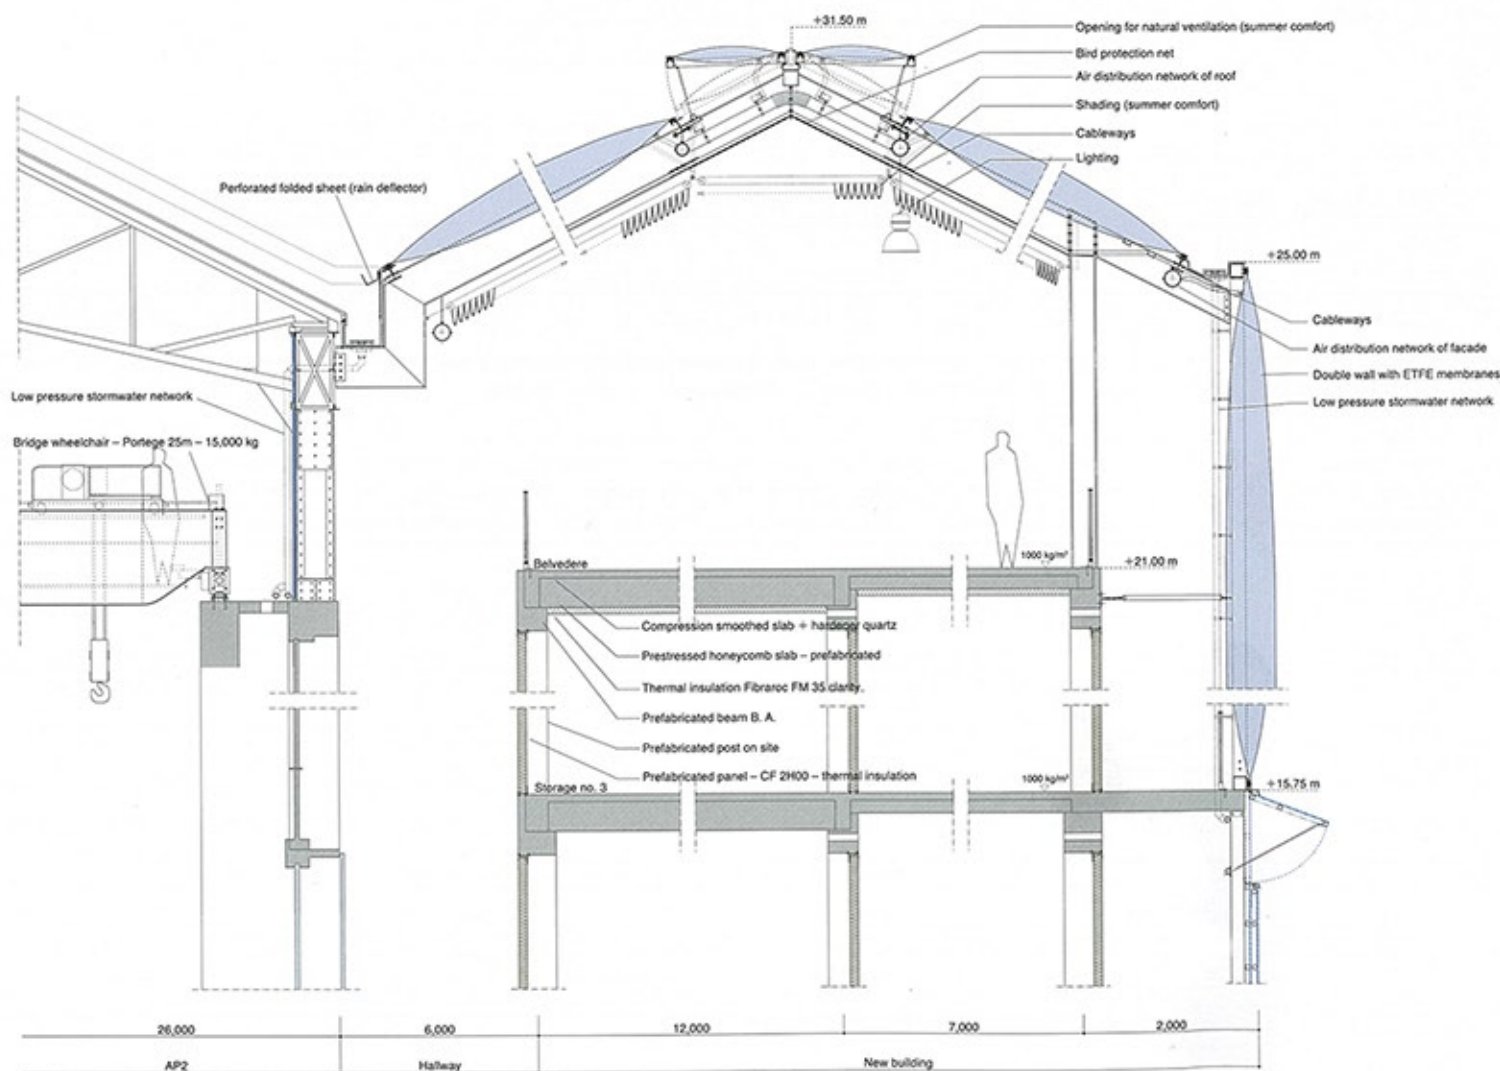 +31.50 m
Opening for natural ventilation (summer comfort)
Bird protection net
Air distribution network of roof
Shading (summer comfort)
Cableways
Lighting
Perforated folded sheet (rain deflector)
+25.00 m
Cableways
Air distribution network of facade
Double wall with ETFE membranes
Low pressure stormwater network
Low pressure stormwater network
Bridge wheelchair – Portege 25m – 15,000 kg
Belvedere
1000 kg/m²
+21.00 m
Compression smoothed slab + hardener quartz
Prestressed honeycomb slab – prefabricated
Thermal insulation Fibraroc FM 35 clarity.
Prefabricated beam B. A.
Prefabricated post on site
Prefabricated panel – CF 2H00 – thermal insulation
Storage no. 3
1000 kg/m²
+15.75 m
26,000
6,000
12,000
7,000
2,000
AP2
Hallway
New building